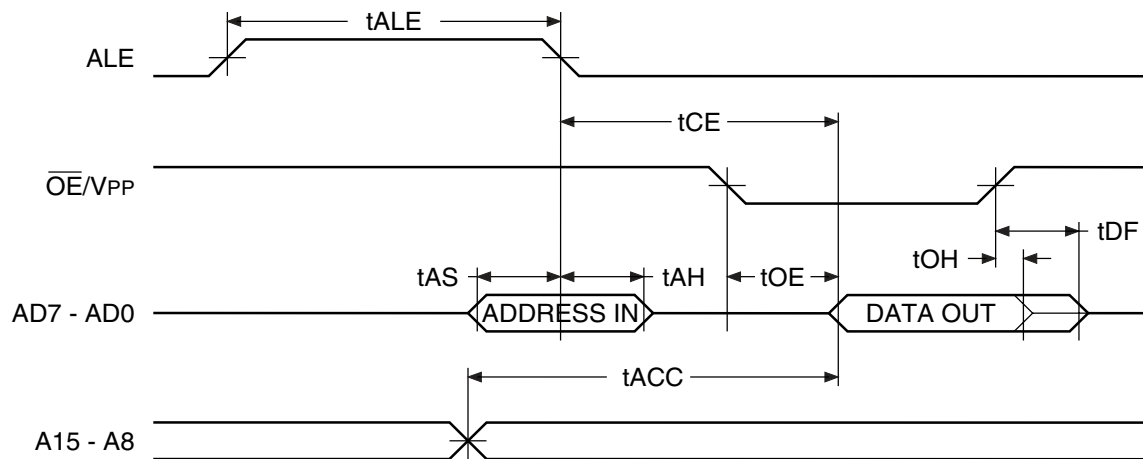 tALE
ALE
tCE
OE/VPP
tDF
tOH
tAS
tAH
tOE
AD7 - AD0
ADDRESS IN
DATA OUT
tACC
A15 - A8